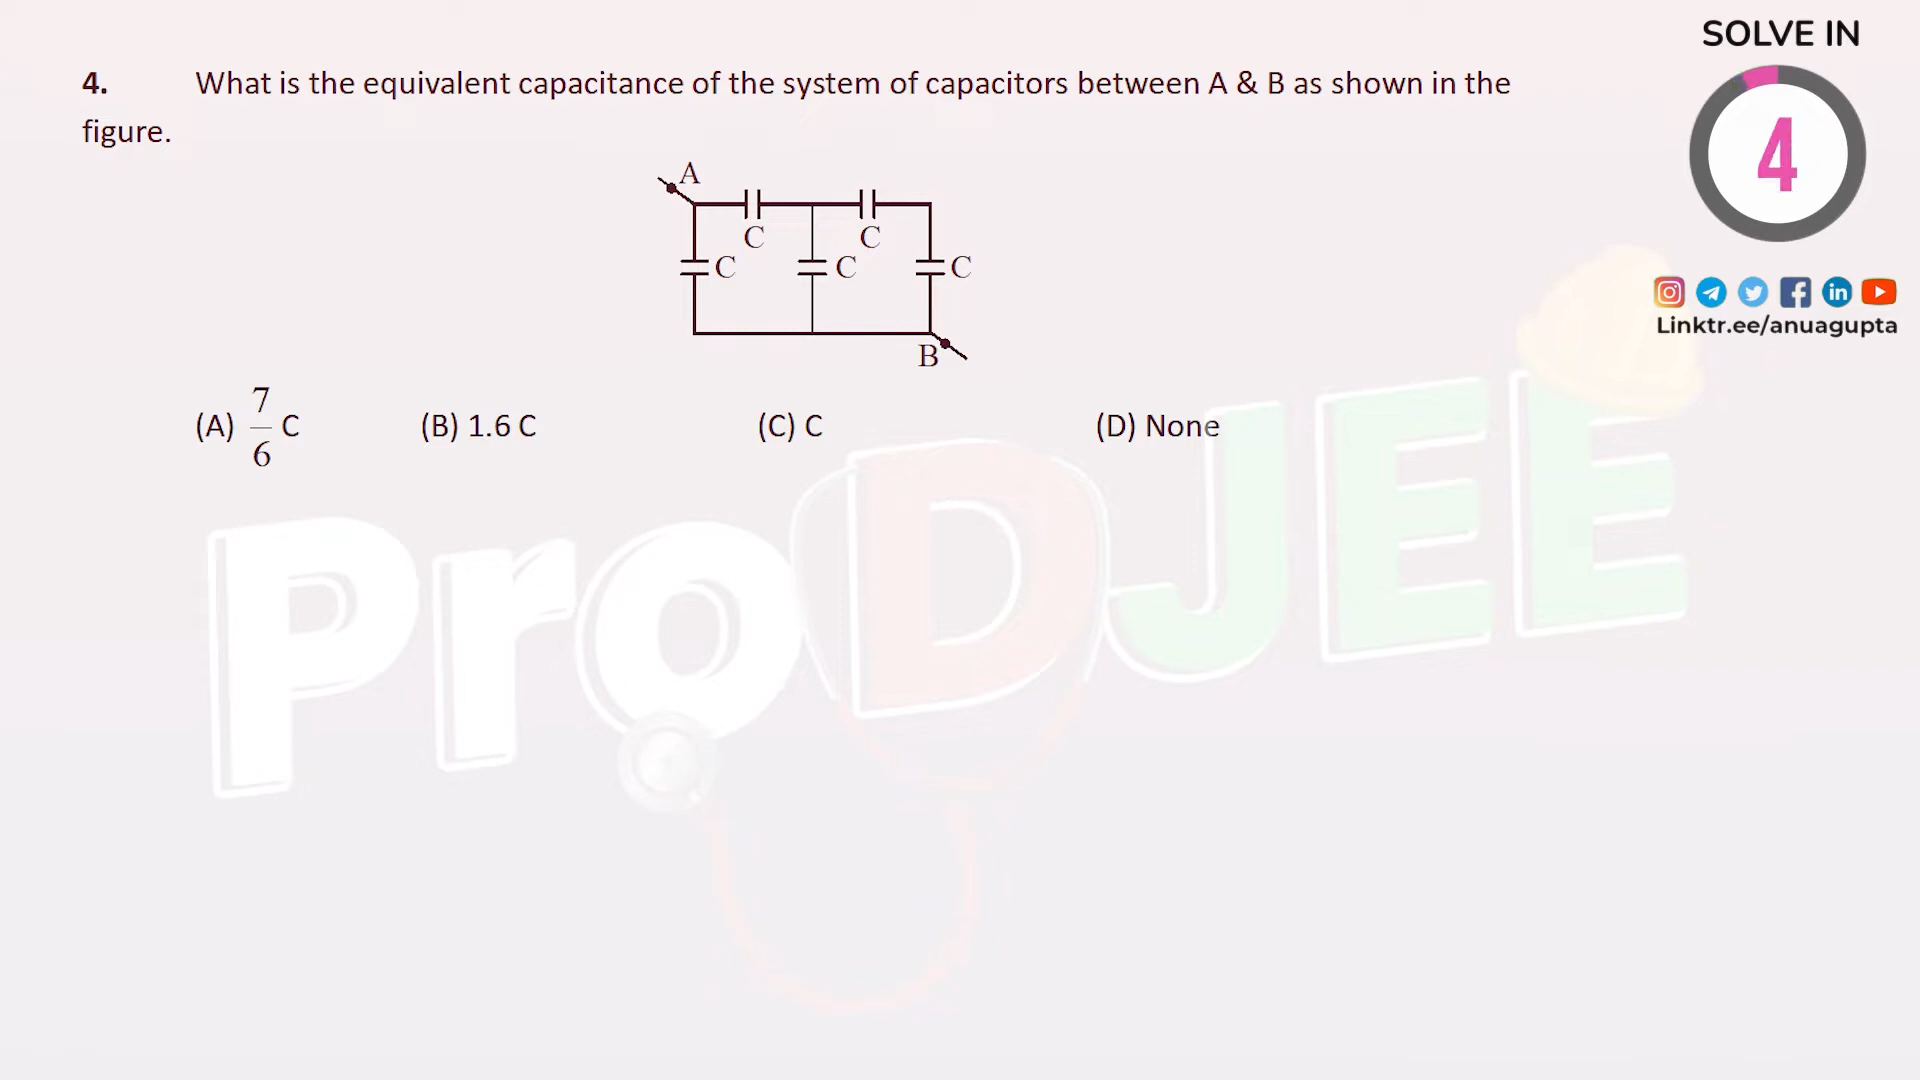 SOLVE IN
4
4. What is the equivalent capacitance of the system of capacitors between A & B as shown in the
figure.
A
C C
C C C
B
Linktr.ee/anuagupta
(A) 7/6 C (B) 1.6 C (C) C (D) None
ProDJEE